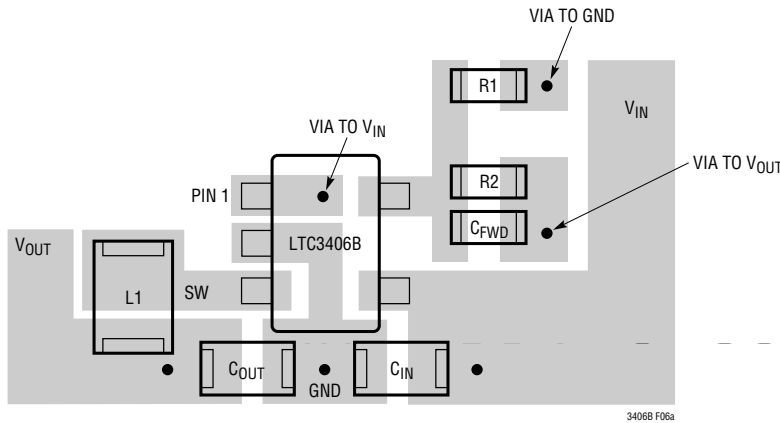 VIA TO GND
R1
VIN
VIA TO VIN
R2
VIA TO VOUT
PIN 1
CFWD
VOUT
LTC3406B
L1
SW
COUT
GND
CIN
3406B F06a